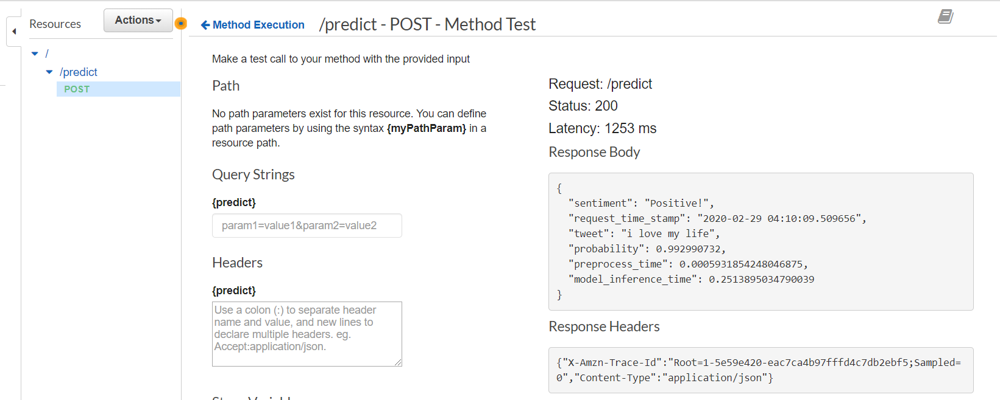 Resources
Actions
Method Execution
/predict - POST - Method Test
/
/predict
POST
Make a test call to your method with the provided input
Path
No path parameters exist for this resource. You can define
path parameters by using the syntax {myPathParam} in a
resource path.
Query Strings
{predict}
param1=value1&param2=value2
Headers
{predict}
Use a colon (:) to separate header
name and value, and new lines to
declare multiple headers. eg.
Accept:application/json.
Request: /predict
Status: 200
Latency: 1253 ms
Response Body
{
"sentiment": "Positive!",
"request_time_stamp": "2020-02-29 04:10:09.509656",
"tweet": "i love my life",
"probability": 0.992990732,
"preprocess_time": 0.0005931854248046875,
"model_inference_time": 0.2513895034790039
}
Response Headers
{"X-Amzn-Trace-Id":"Root=1-5e59e420-eac7ca4b97fffd4c7db2ebf5;Sampled=
0","Content-Type":"application/json"}